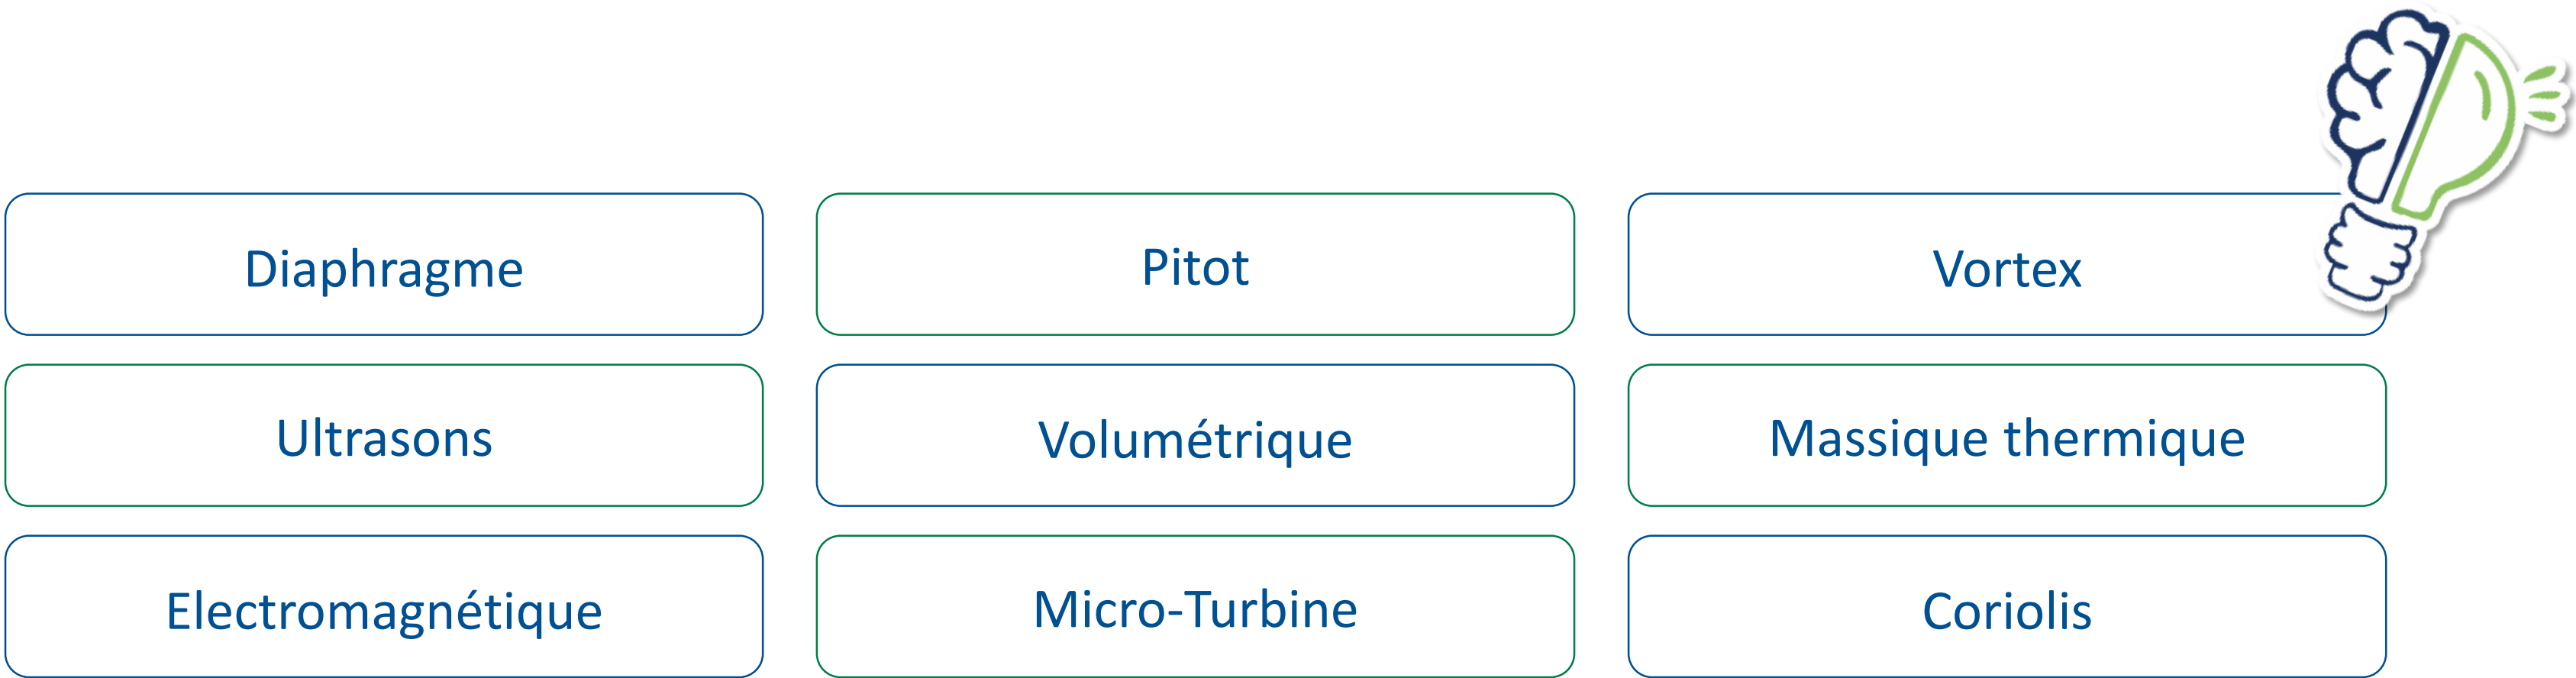 Diaphragme
Pitot
Vortex
Ultrasons
Volumétrique
Massique thermique
Electromagnétique
Micro-Turbine
Coriolis